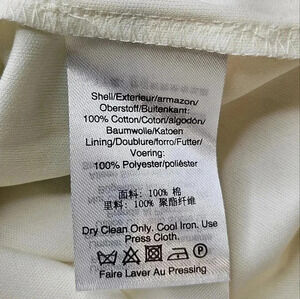 Shell/Exterieur/armazon/
Oberstoff/Buitenkant:
100% Cotton/Coton/algodón/
Baumwolle/Katoen
Lining/Doublure/forro/Futter/
Voering:
100% Polyester/poliéster
面料: 100% 棉
里料: 100% 聚酯纤维
Dry Clean Only. Cool Iron. Use
Press Cloth.
Faire Laver Au Pressing